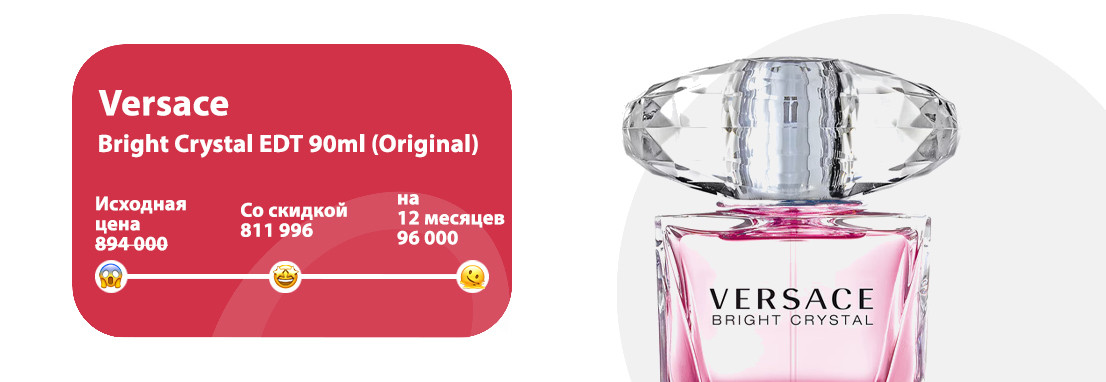 Versace
Bright Crystal EDT 90ml (Original)
Исходная
цена
894 000
Со скидкой
811 996
на
12 месяцев
96 000
VERSACE
BRIGHT CRYSTAL